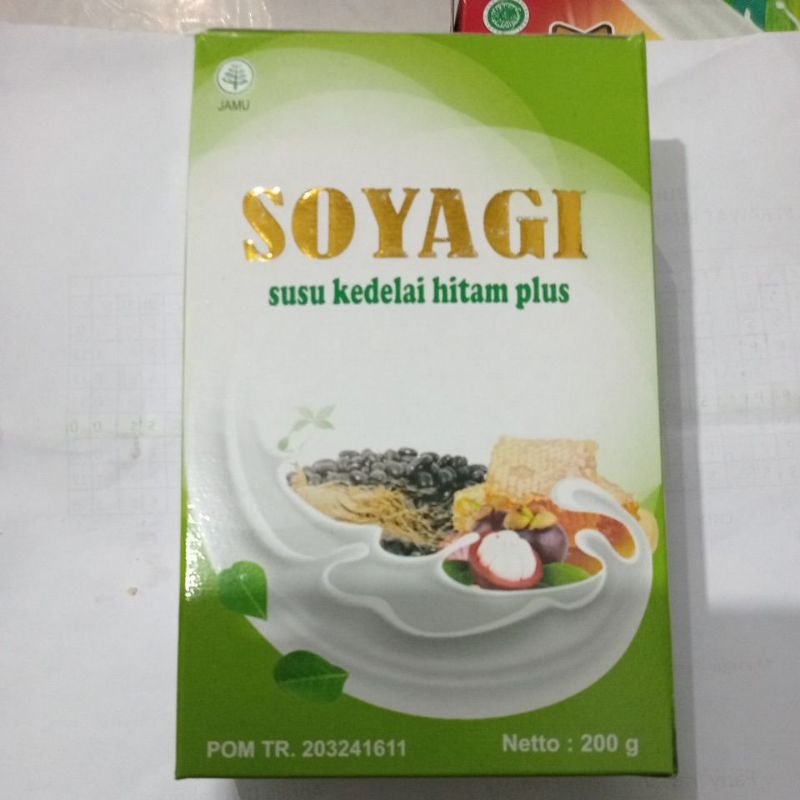 JAMU
SOYAGI
susu kedelai hitam plus
POM TR. 203241611
Netto : 200 g